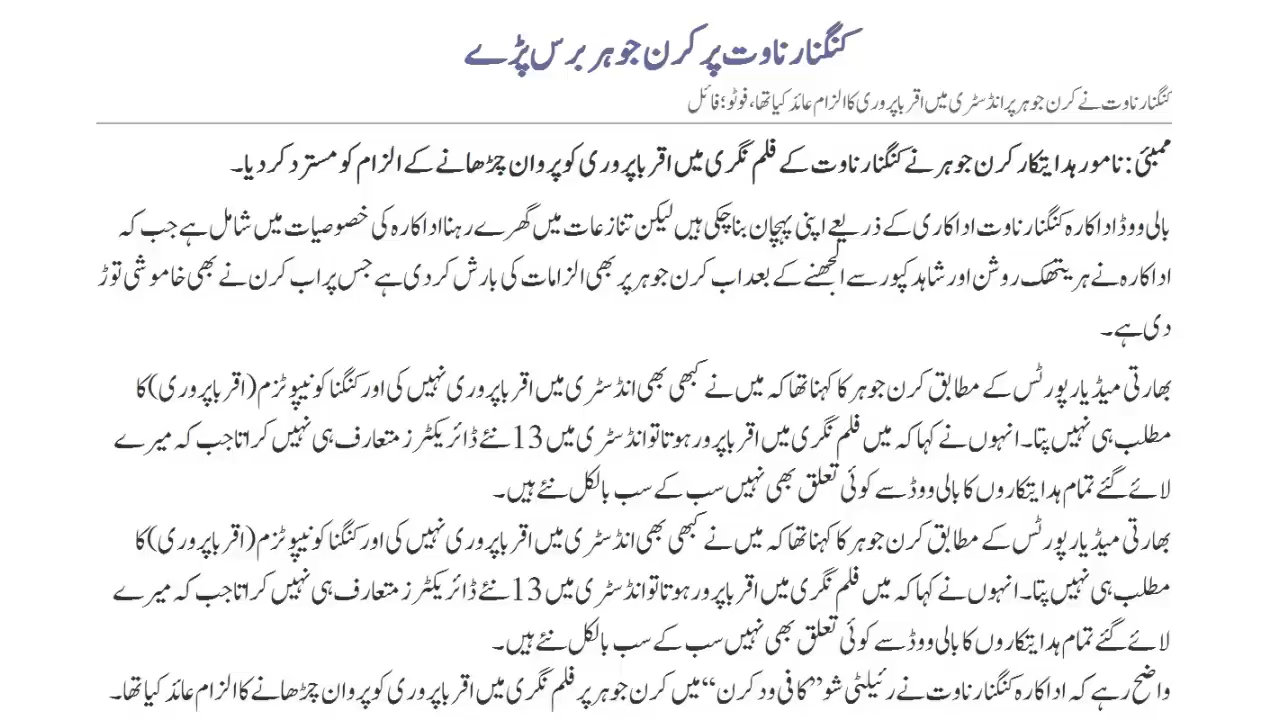 کنگنا رناوت پر کرن جوہر برس پڑے
کنگنا رناوت نے کرن جوہر پر انڈسٹری میں اقربا پروری کا الزام عائد کیا تھا، فوٹو؛ فائل
ممبئی: نامور ہدایتکار کرن جوہر نے کنگنا رناوت کے فلم نگری میں اقربا پروری کو پروان چڑھانے کے الزام کو مسترد کر دیا۔
بالی ووڈ اداکارہ کنگنا رناوت اداکاری کے ذریعے اپنی پہچان بنا چکی ہیں لیکن تنازعات میں گھرے رہنا اداکارہ کی خصوصیات میں شامل ہے جب کہ
اداکارہ نے ہریتھک روشن اور شاہد کپور سے الجھنے کے بعد اب کرن جوہر پر بھی الزامات کی بارش کر دی ہے جس پر اب کرن نے بھی خاموشی توڑ
دی ہے۔
بھارتی میڈیا رپورٹس کے مطابق کرن جوہر کا کہنا تھا کہ میں نے کبھی بھی انڈسٹری میں اقربا پروری نہیں کی اور کنگنا کو نیپوٹزم (اقربا پروری) کا
مطلب ہی نہیں پتا۔ انہوں نے کہا کہ میں فلم نگری میں اقربا پرور ہوتا تو انڈسٹری میں 13 نئے ڈائریکٹرز متعارف ہی نہیں کراتا جب کہ میرے
لائے گئے تمام ہدایتکاروں کا بالی ووڈ سے کوئی تعلق بھی نہیں سب کے سب بالکل نئے ہیں۔
بھارتی میڈیا رپورٹس کے مطابق کرن جوہر کا کہنا تھا کہ میں نے کبھی بھی انڈسٹری میں اقربا پروری نہیں کی اور کنگنا کو نیپوٹزم (اقربا پروری) کا
مطلب ہی نہیں پتا۔ انہوں نے کہا کہ میں فلم نگری میں اقربا پرور ہوتا تو انڈسٹری میں 13 نئے ڈائریکٹرز متعارف ہی نہیں کراتا جب کہ میرے
لائے گئے تمام ہدایتکاروں کا بالی ووڈ سے کوئی تعلق بھی نہیں سب کے سب بالکل نئے ہیں۔
واضح رہے کہ اداکارہ کنگنا رناوت نے رئیلٹی شو ”کافی ود کرن“ میں کرن جوہر پر فلم نگری میں اقربا پروری کو پروان چڑھانے کا الزام عائد کیا تھا۔